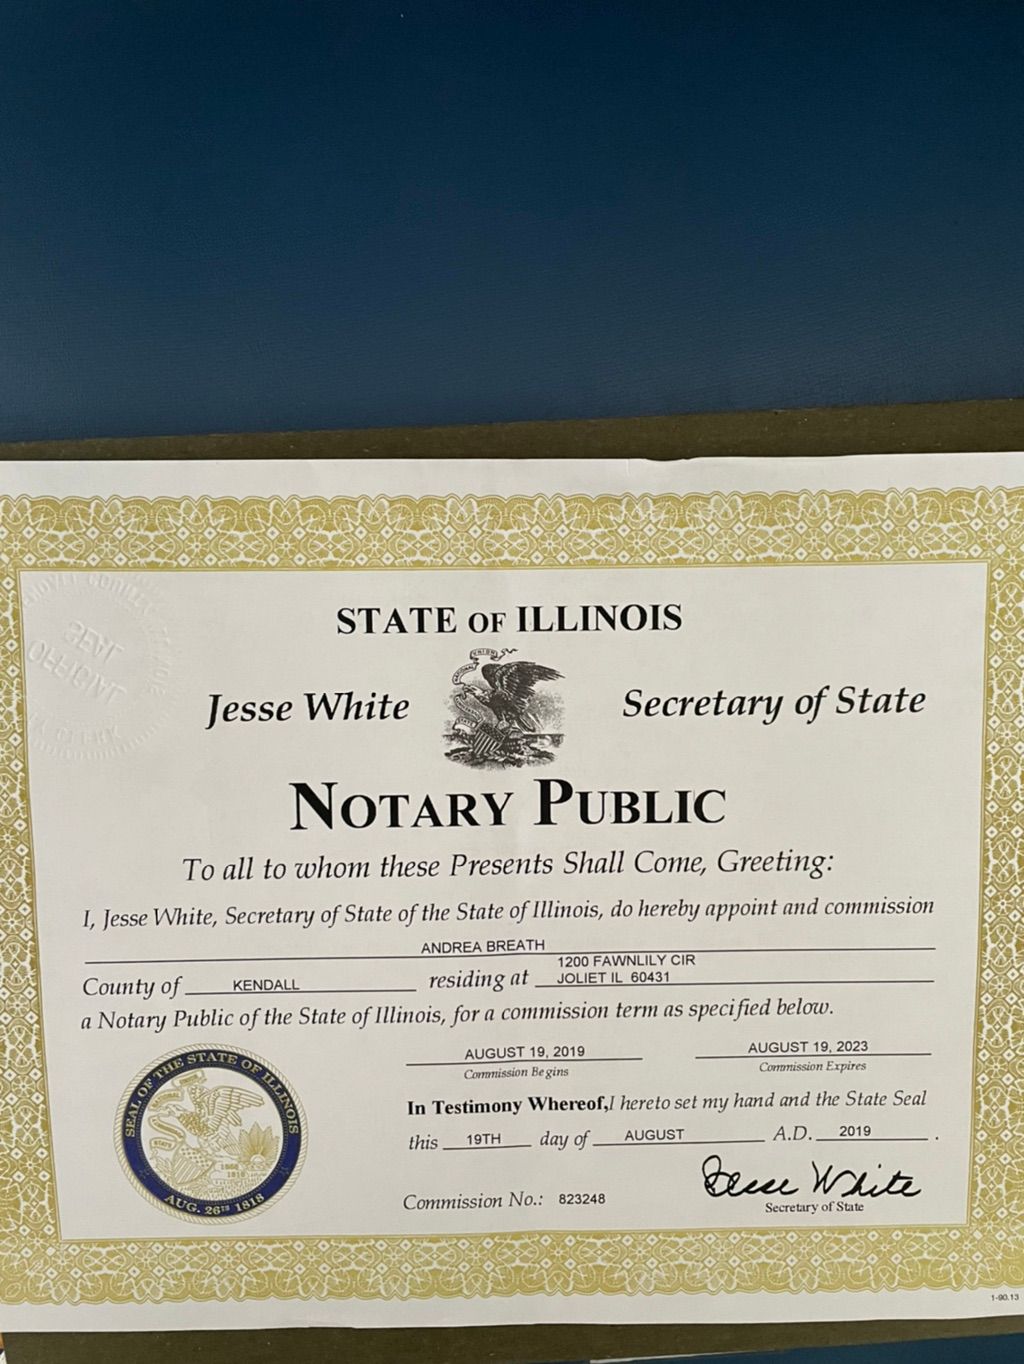 STATE OF ILLINOIS
Jesse White Secretary of State
NOTARY PUBLIC
To all to whom these Presents Shall Come, Greeting:
I, Jesse White, Secretary of State of the State of Illinois, do hereby appoint and commission
ANDREA BREATH
1200 FAWNLILY CIR
County of KENDALL residing at JOLIET IL 60431
a Notary Public of the State of Illinois, for a commission term as specified below.
AUGUST 19, 2019 AUGUST 19, 2023
Commission Begins Commission Expires
In Testimony Whereof, I hereto set my hand and the State Seal
this 19TH day of AUGUST A.D. 2019 .
Commission No.: 823248
Jesse White
Secretary of State
SEAL OF THE STATE OF ILLINOIS
AUG. 26TH 1818
1868
1818
1-90.13